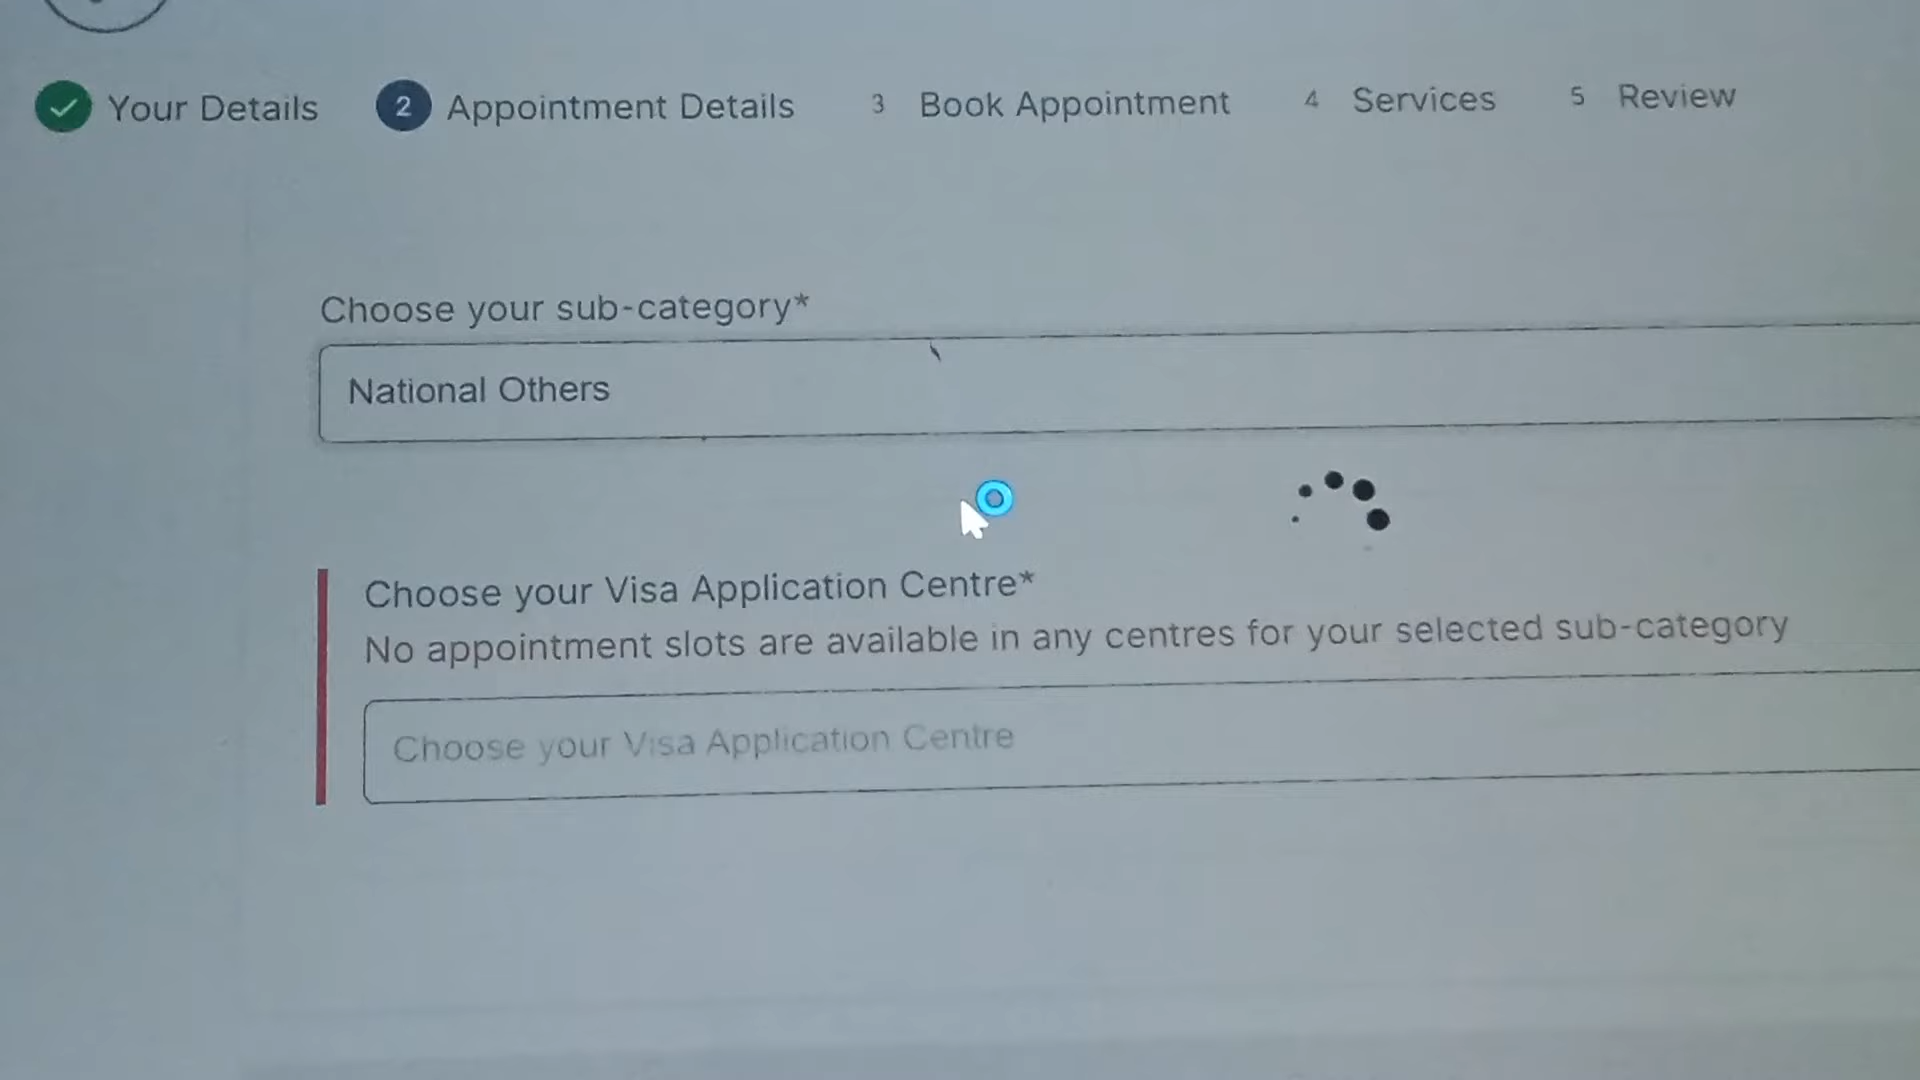 Your Details 2 Appointment Details 3 Book Appointment 4 Services 5 Review
Choose your sub-category*
National Others
Choose your Visa Application Centre*
No appointment slots are available in any centres for your selected sub-category
Choose your Visa Application Centre